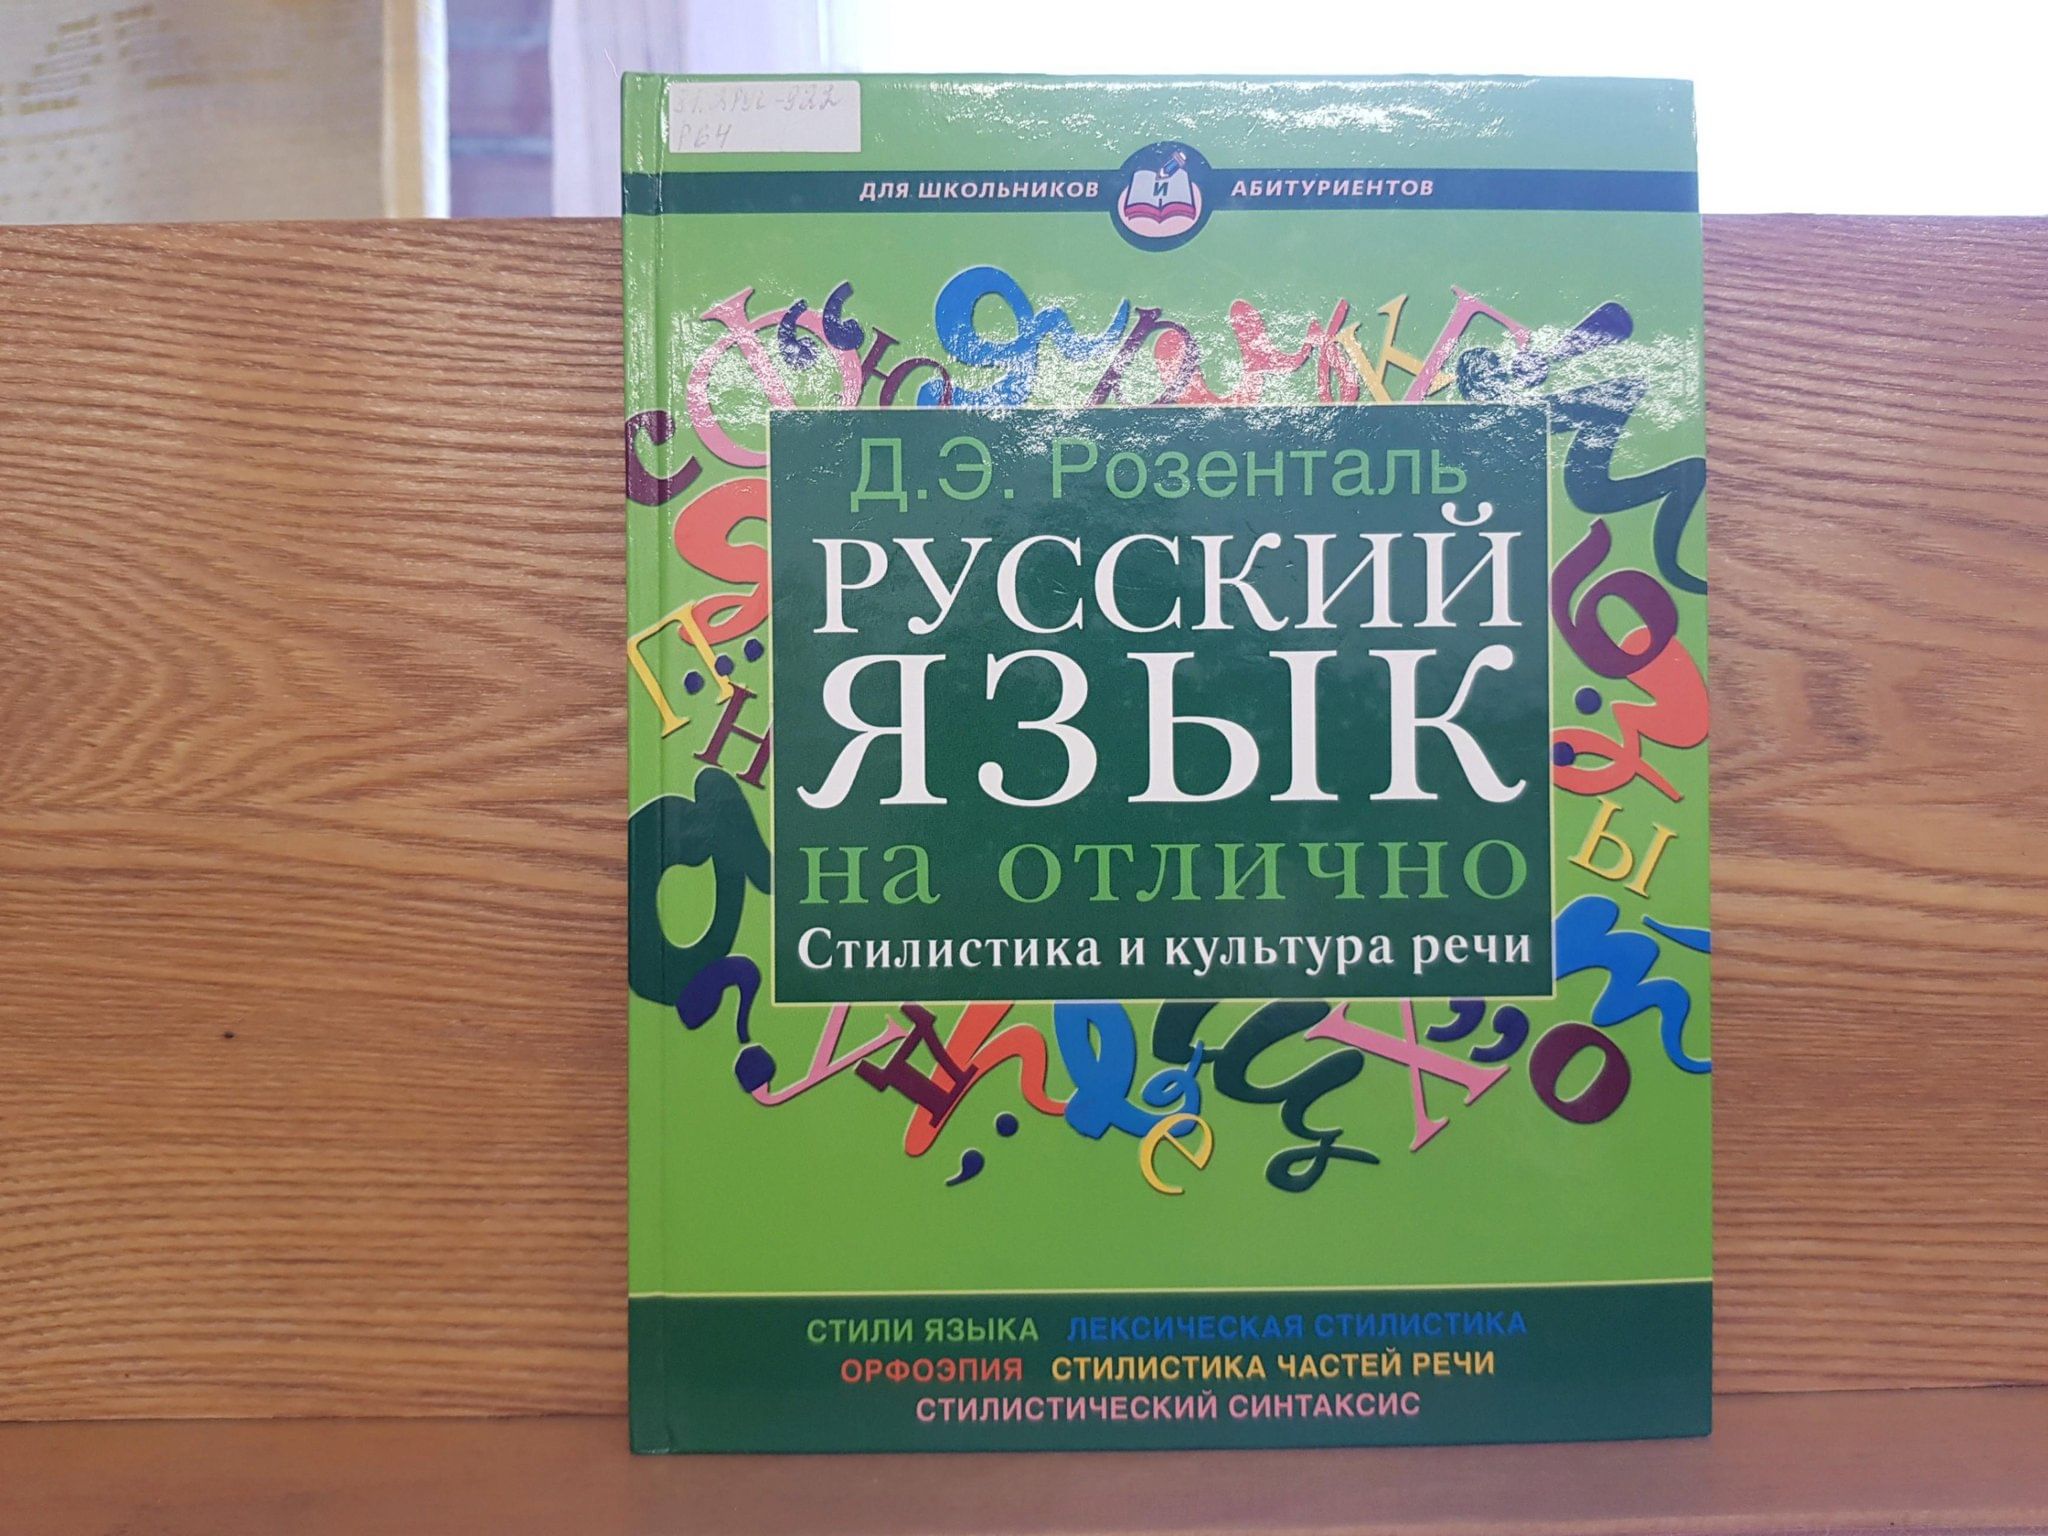 Р64
ДЛЯ ШКОЛЬНИКОВ И АБИТУРИЕНТОВ
Д.Э. Розенталь
РУССКИЙ
ЯЗЫК
на отлично
Стилистика и культура речи
СТИЛИ ЯЗЫКА ЛЕКСИЧЕСКАЯ СТИЛИСТИКА
ОРФОЭПИЯ СТИЛИСТИКА ЧАСТЕЙ РЕЧИ
СТИЛИСТИЧЕСКИЙ СИНТАКСИС